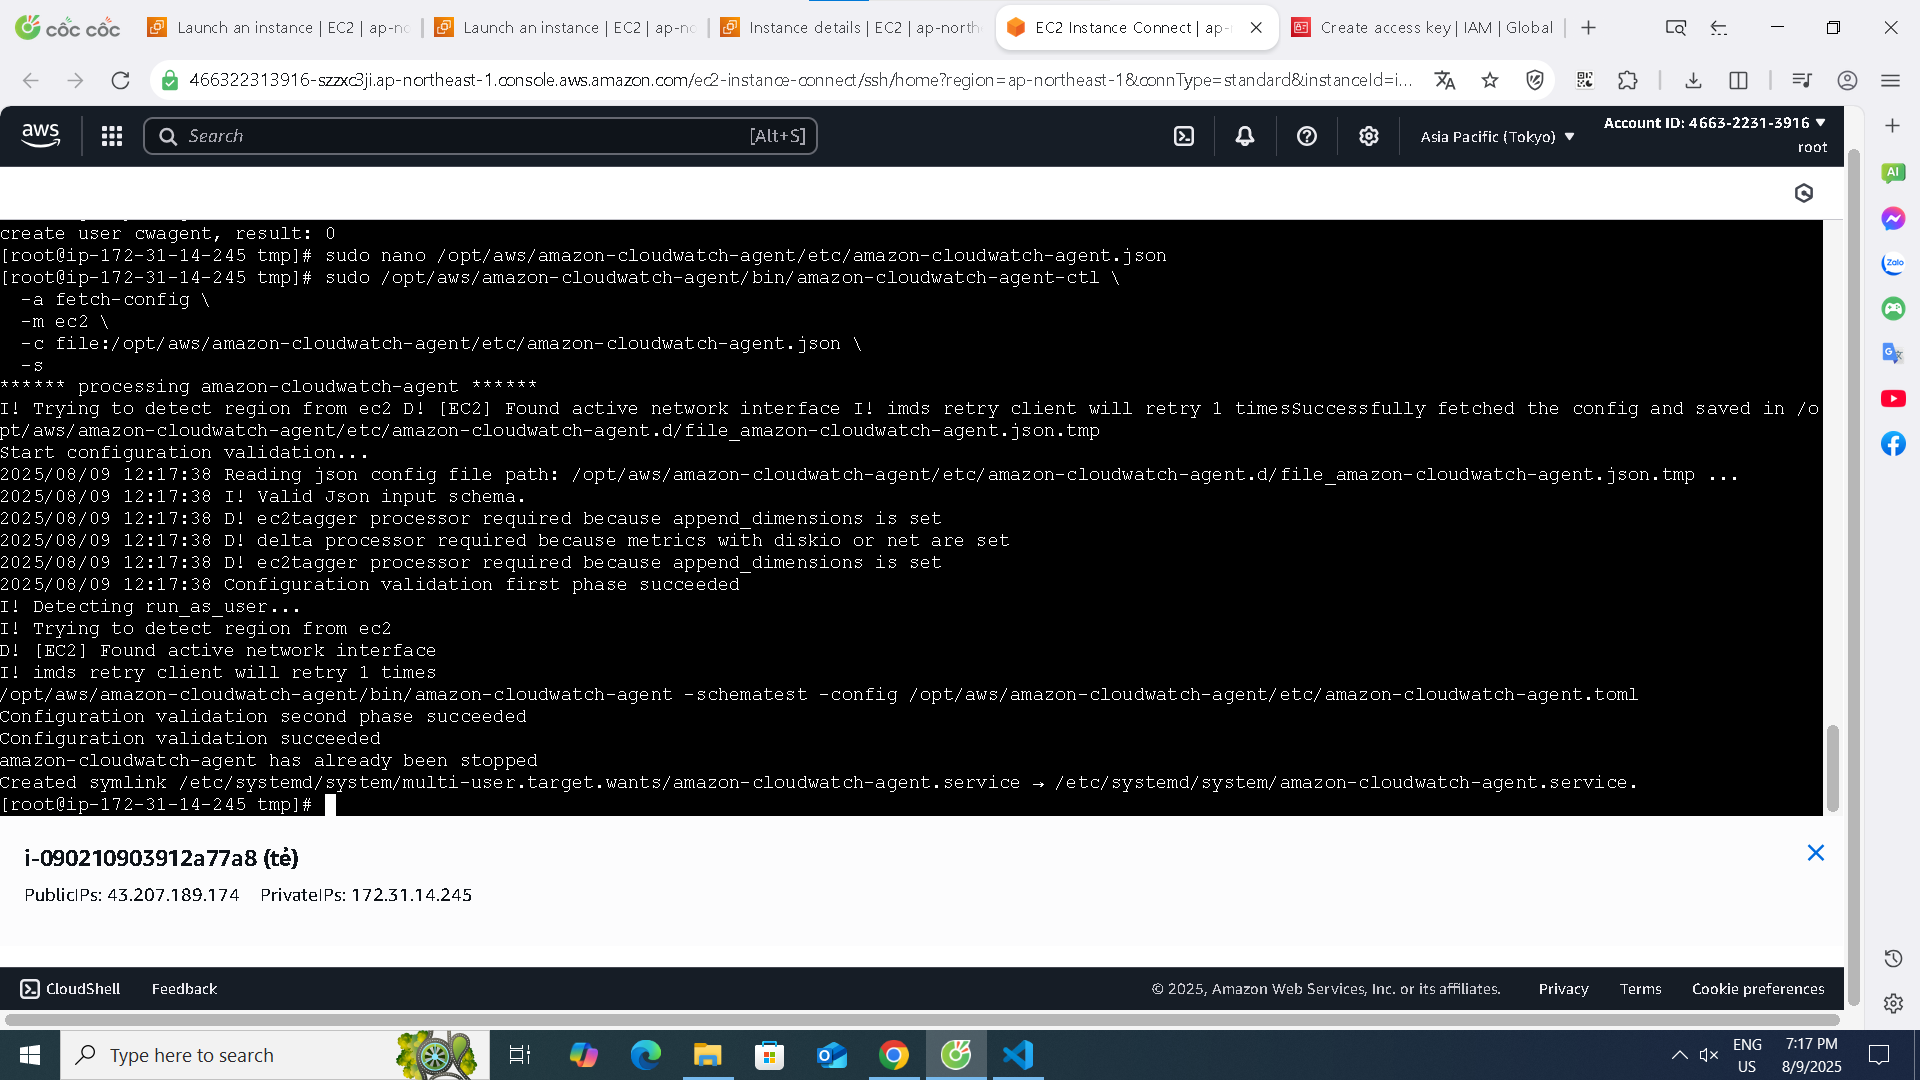 cốc cốc
Launch an instance | EC2 | ap-no
Launch an instance | EC2 | ap-no
Instance details | EC2 | ap-north
EC2 Instance Connect | ap-
Create access key | IAM | Global
466322313916-szzxc3ji.ap-northeast-1.console.aws.amazon.com/ec2-instance-connect/ssh/home?region=ap-northeast-1&connType=standard&instanceId=i...
aws
Search
[Alt+S]
Asia Pacific (Tokyo)
Account ID: 4663-2231-3916
root
create user cwagent, result: 0
[root@ip-172-31-14-245 tmp]# sudo nano /opt/aws/amazon-cloudwatch-agent/etc/amazon-cloudwatch-agent.json
[root@ip-172-31-14-245 tmp]# sudo /opt/aws/amazon-cloudwatch-agent/bin/amazon-cloudwatch-agent-ctl \
-a fetch-config \
-m ec2 \
-c file:/opt/aws/amazon-cloudwatch-agent/etc/amazon-cloudwatch-agent.json \
-s
****** processing amazon-cloudwatch-agent ******
I! Trying to detect region from ec2 D! [EC2] Found active network interface I! imds retry client will retry 1 timesSuccessfully fetched the config and saved in /o
pt/aws/amazon-cloudwatch-agent/etc/amazon-cloudwatch-agent.d/file_amazon-cloudwatch-agent.json.tmp
Start configuration validation...
2025/08/09 12:17:38 Reading json config file path: /opt/aws/amazon-cloudwatch-agent/etc/amazon-cloudwatch-agent.d/file_amazon-cloudwatch-agent.json.tmp ...
2025/08/09 12:17:38 I! Valid Json input schema.
2025/08/09 12:17:38 D! ec2tagger processor required because append_dimensions is set
2025/08/09 12:17:38 D! delta processor required because metrics with diskio or net are set
2025/08/09 12:17:38 D! ec2tagger processor required because append_dimensions is set
2025/08/09 12:17:38 Configuration validation first phase succeeded
I! Detecting run_as_user...
I! Trying to detect region from ec2
D! [EC2] Found active network interface
I! imds retry client will retry 1 times
/opt/aws/amazon-cloudwatch-agent/bin/amazon-cloudwatch-agent -schematest -config /opt/aws/amazon-cloudwatch-agent/etc/amazon-cloudwatch-agent.toml
Configuration validation second phase succeeded
Configuration validation succeeded
amazon-cloudwatch-agent has already been stopped
Created symlink /etc/systemd/system/multi-user.target.wants/amazon-cloudwatch-agent.service → /etc/systemd/system/amazon-cloudwatch-agent.service.
[root@ip-172-31-14-245 tmp]#
i-090210903912a77a8 (tẻ)
PublicIPs: 43.207.189.174 PrivateIPs: 172.31.14.245
CloudShell
Feedback
© 2025, Amazon Web Services, Inc. or its affiliates.
Privacy
Terms
Cookie preferences
AI
Zalo
Type here to search
ENG
US
7:17 PM
8/9/2025